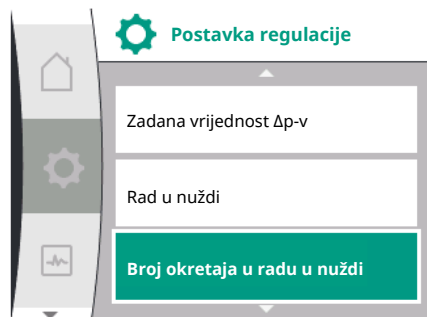 Postavka regulacije
Zadana vrijednost Δp-v
Rad u nuždi
Broj okretaja u radu u nuždi